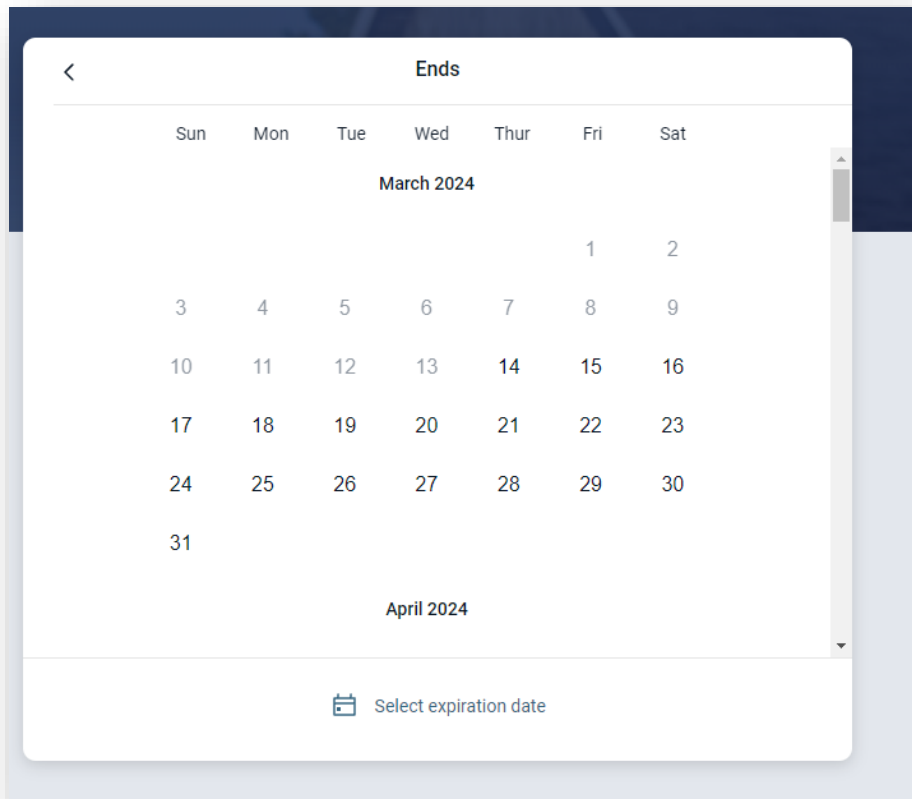 Ends
Sun Mon Tue Wed Thur Fri Sat
March 2024
1 2
3 4 5 6 7 8 9
10 11 12 13 14 15 16
17 18 19 20 21 22 23
24 25 26 27 28 29 30
31
April 2024
Select expiration date